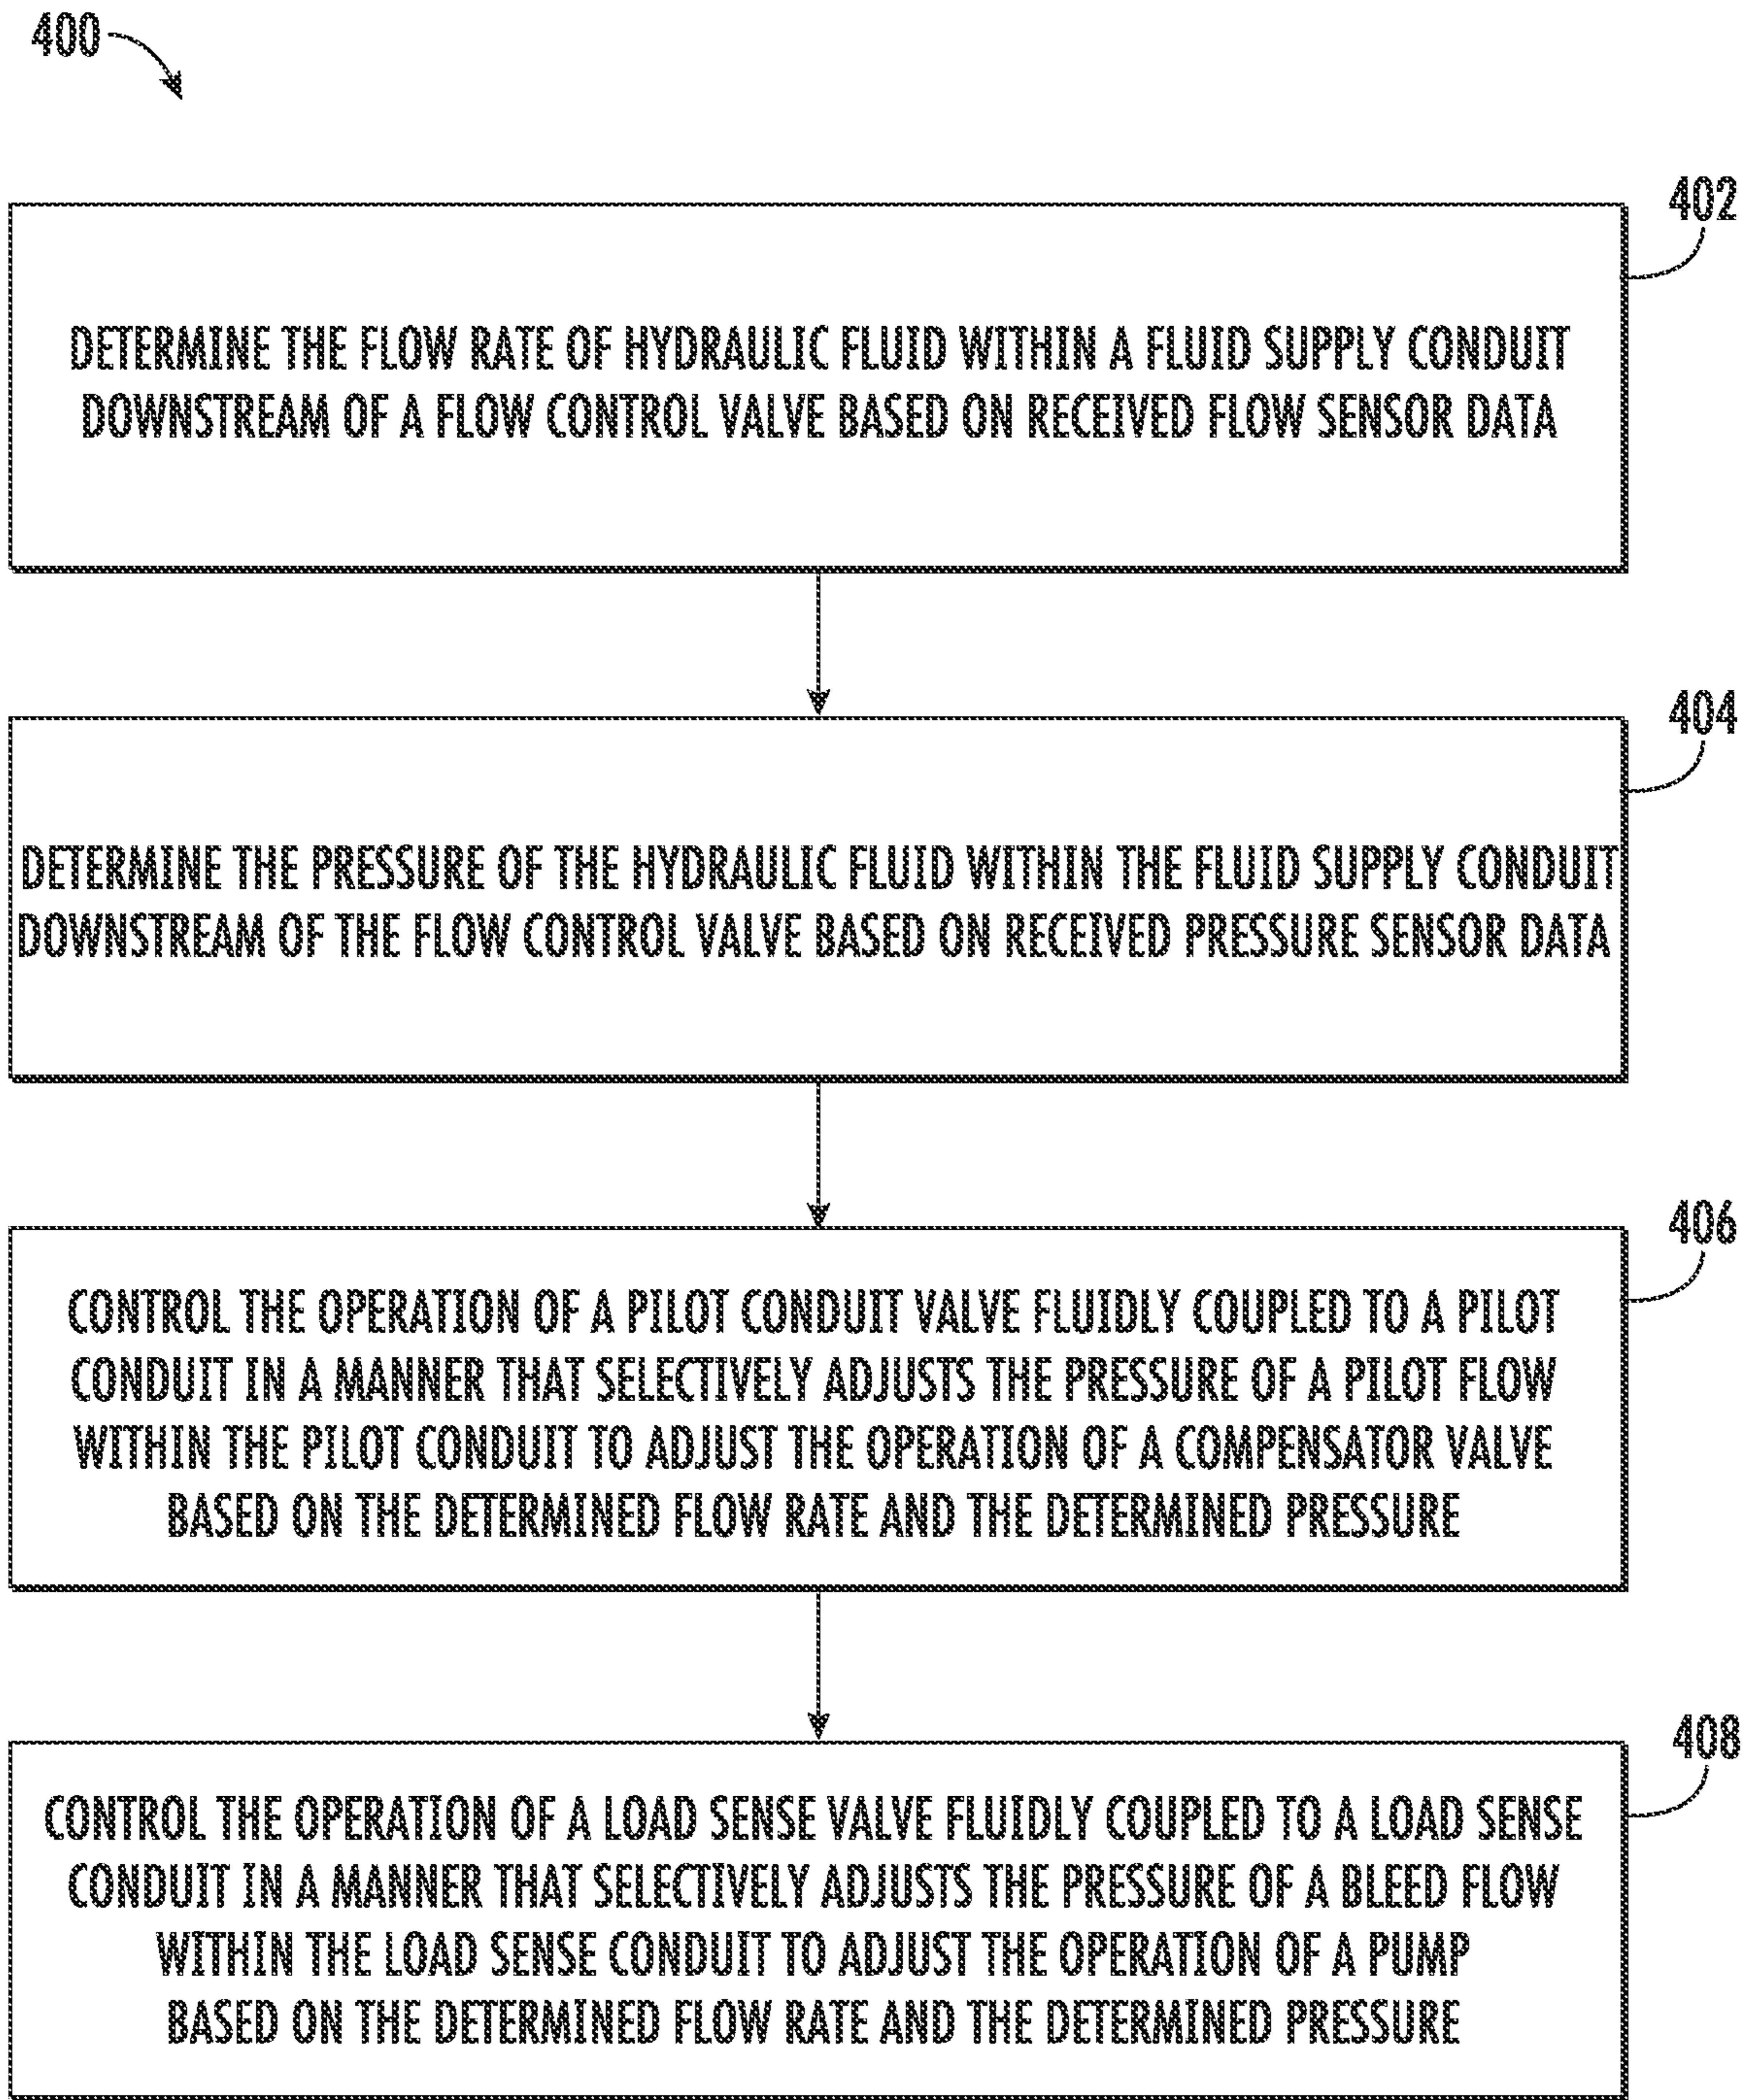 400
402
DETERMINE THE FLOW RATE OF HYDRAULIC FLUID WITHIN A FLUID SUPPLY CONDUIT
DOWNSTREAM OF A FLOW CONTROL VALVE BASED ON RECEIVED FLOW SENSOR DATA
404
DETERMINE THE PRESSURE OF THE HYDRAULIC FLUID WITHIN THE FLUID SUPPLY CONDUIT
DOWNSTREAM OF THE FLOW CONTROL VALVE BASED ON RECEIVED PRESSURE SENSOR DATA
406
CONTROL THE OPERATION OF A PILOT CONDUIT VALVE FLUIDLY COUPLED TO A PILOT
CONDUIT IN A MANNER THAT SELECTIVELY ADJUSTS THE PRESSURE OF A PILOT FLOW
WITHIN THE PILOT CONDUIT TO ADJUST THE OPERATION OF A COMPENSATOR VALVE
BASED ON THE DETERMINED FLOW RATE AND THE DETERMINED PRESSURE
408
CONTROL THE OPERATION OF A LOAD SENSE VALVE FLUIDLY COUPLED TO A LOAD SENSE
CONDUIT IN A MANNER THAT SELECTIVELY ADJUSTS THE PRESSURE OF A BLEED FLOW
WITHIN THE LOAD SENSE CONDUIT TO ADJUST THE OPERATION OF A PUMP
BASED ON THE DETERMINED FLOW RATE AND THE DETERMINED PRESSURE